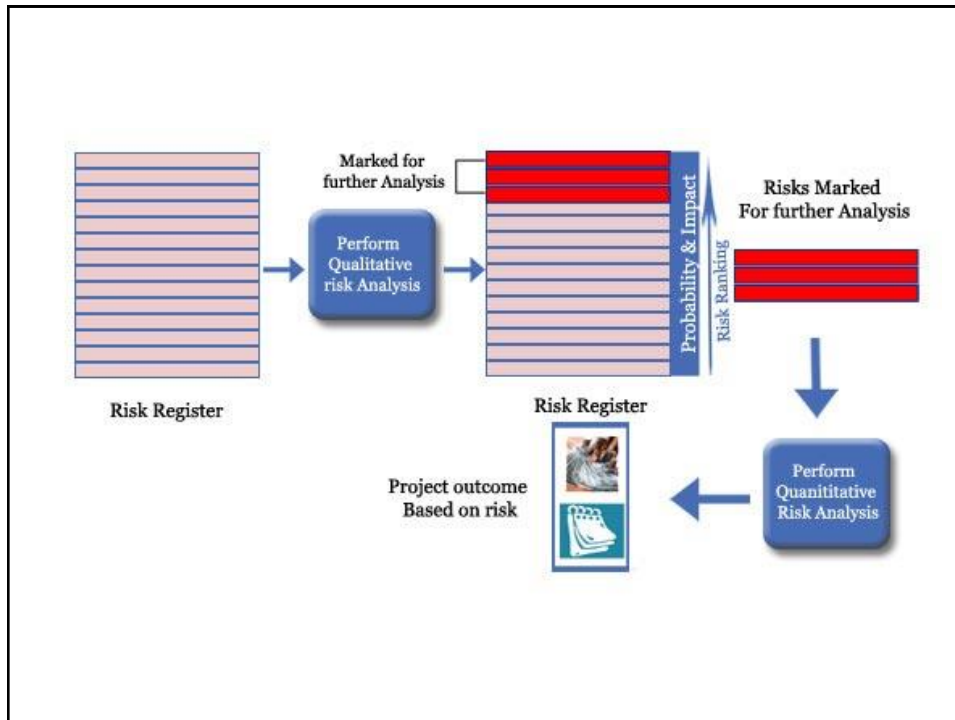 Marked for
further Analysis
Perform
Qualitative
risk Analysis
Probability & Impact
Risk Ranking
Risks Marked
For further Analysis
Risk Register
Risk Register
Project outcome
Based on risk
Perform
Quanititative
Risk Analysis